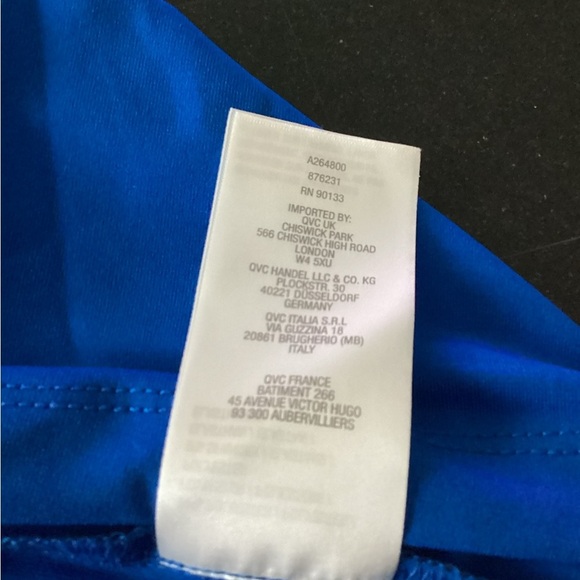 A264800
876231
RN 90133
IMPORTED BY:
QVC UK
CHISWICK PARK
566 CHISWICK HIGH ROAD
LONDON
W4 5XU
QVC HANDEL LLC & CO. KG
PLOCKSTR. 30
40221 DÜSSELDORF
GERMANY
QVC ITALIA S.R.L
VIA GUZZINA 18
20861 BRUGHERIO (MB)
ITALY
QVC FRANCE
BATIMENT 266
45 AVENUE VICTOR HUGO
93 300 AUBERVILLIERS